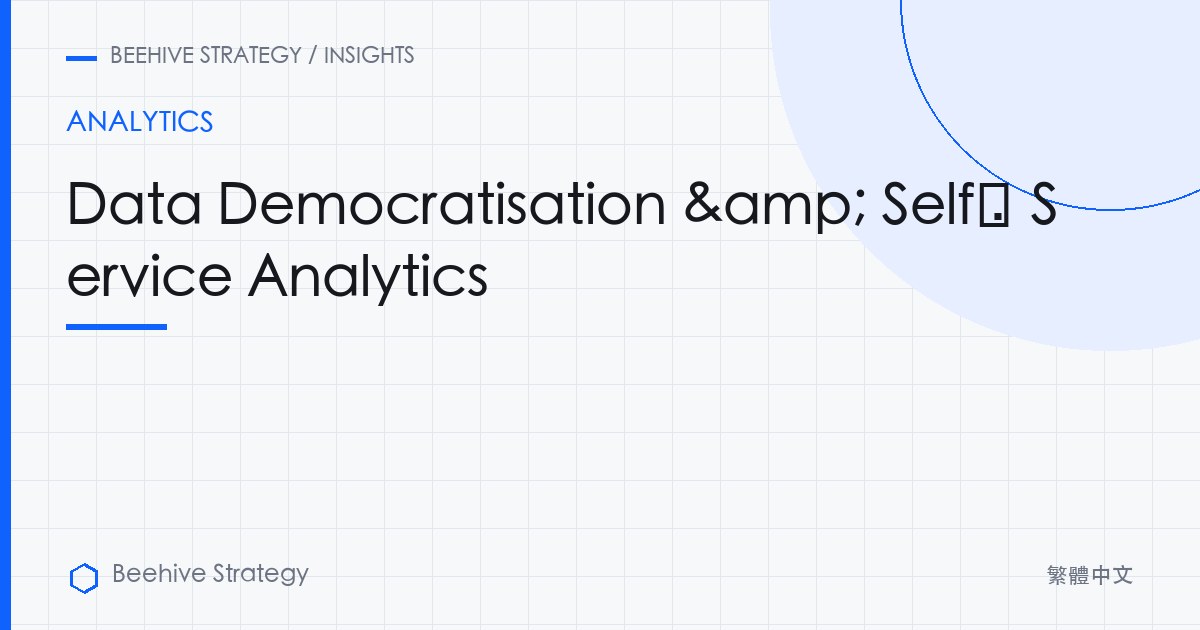 BEEHIVE STRATEGY / INSIGHTS
ANALYTICS
Data Democratisation &amp; Self S
ervice Analytics
Beehive Strategy
繁體中文